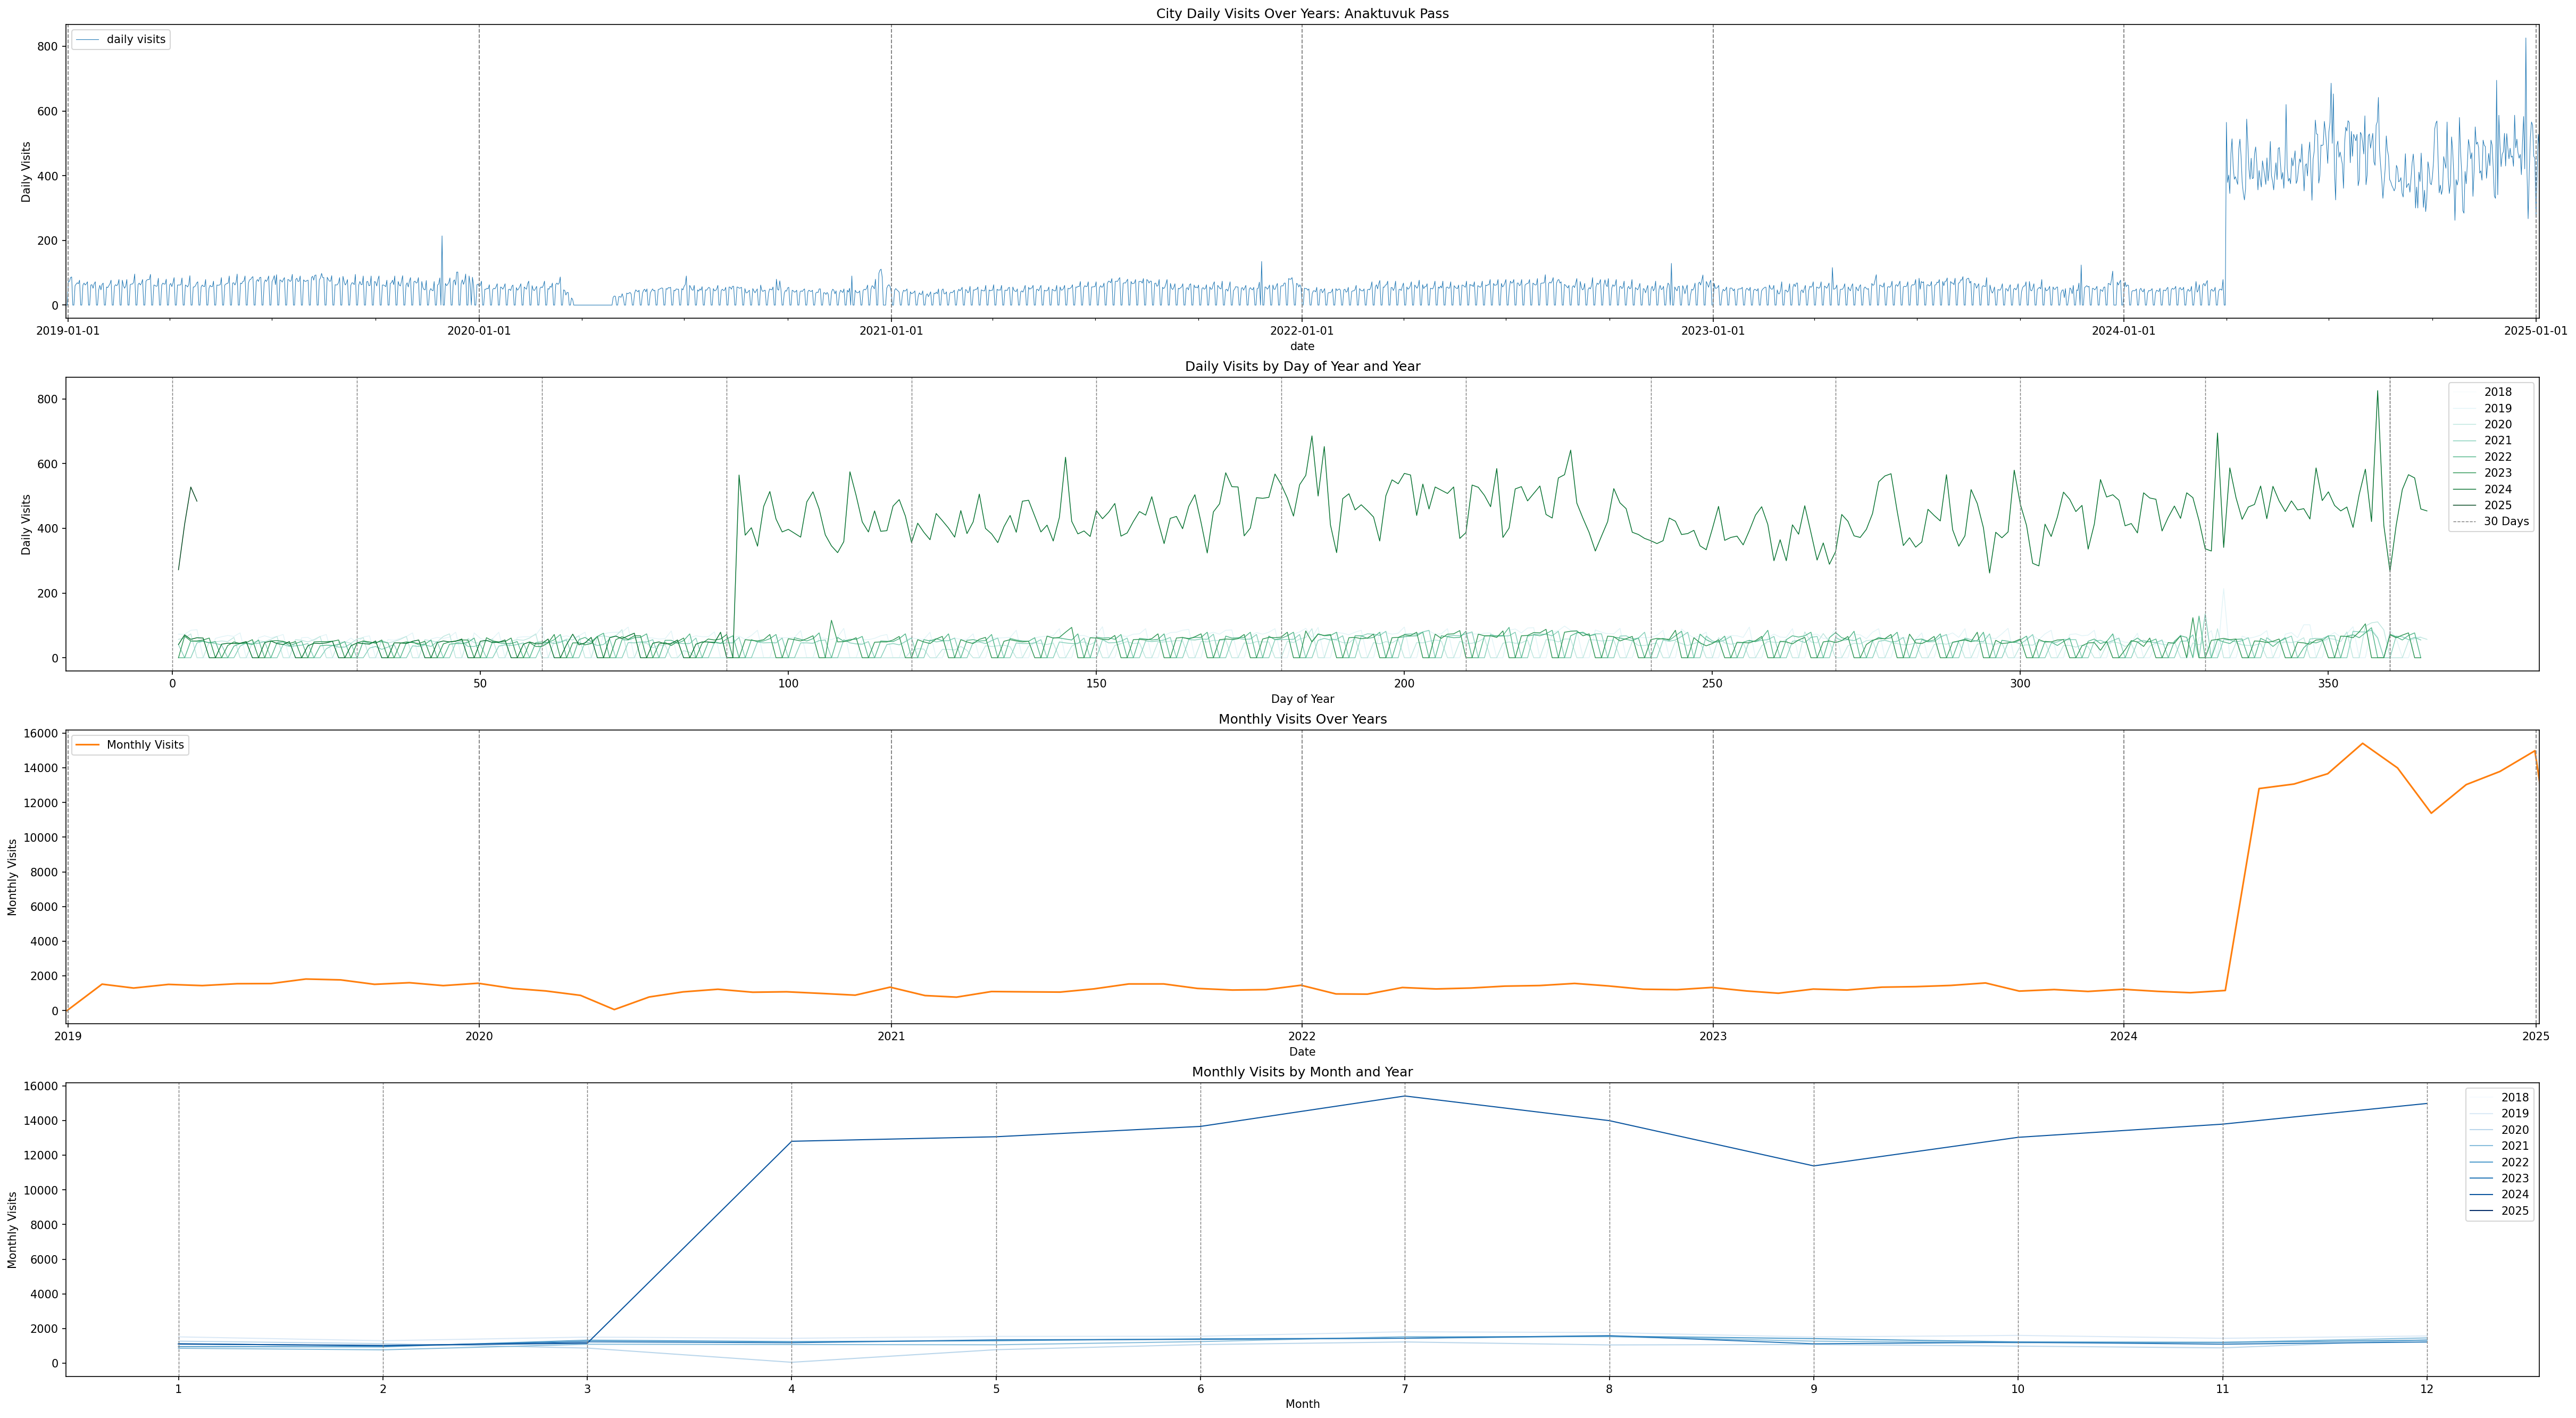 City Daily Visits Over Years: Anaktuvuk Pass
daily visits
Daily Visits
800
600
400
200
0
2019-01-01 2020-01-01 2021-01-01 2022-01-01 2023-01-01 2024-01-01 2025-01-01
date
Daily Visits by Day of Year and Year
Daily Visits
800
600
400
200
0
2018
2019
2020
2021
2022
2023
2024
2025
30 Days
0 50 100 150 200 250 300 350
Day of Year
Monthly Visits Over Years
Monthly Visits
Monthly Visits
16000
14000
12000
10000
8000
6000
4000
2000
0
2019 2020 2021 2022 2023 2024 2025
Date
Monthly Visits by Month and Year
Monthly Visits
16000
14000
12000
10000
8000
6000
4000
2000
0
2018
2019
2020
2021
2022
2023
2024
2025
1 2 3 4 5 6 7 8 9 10 11 12
Month